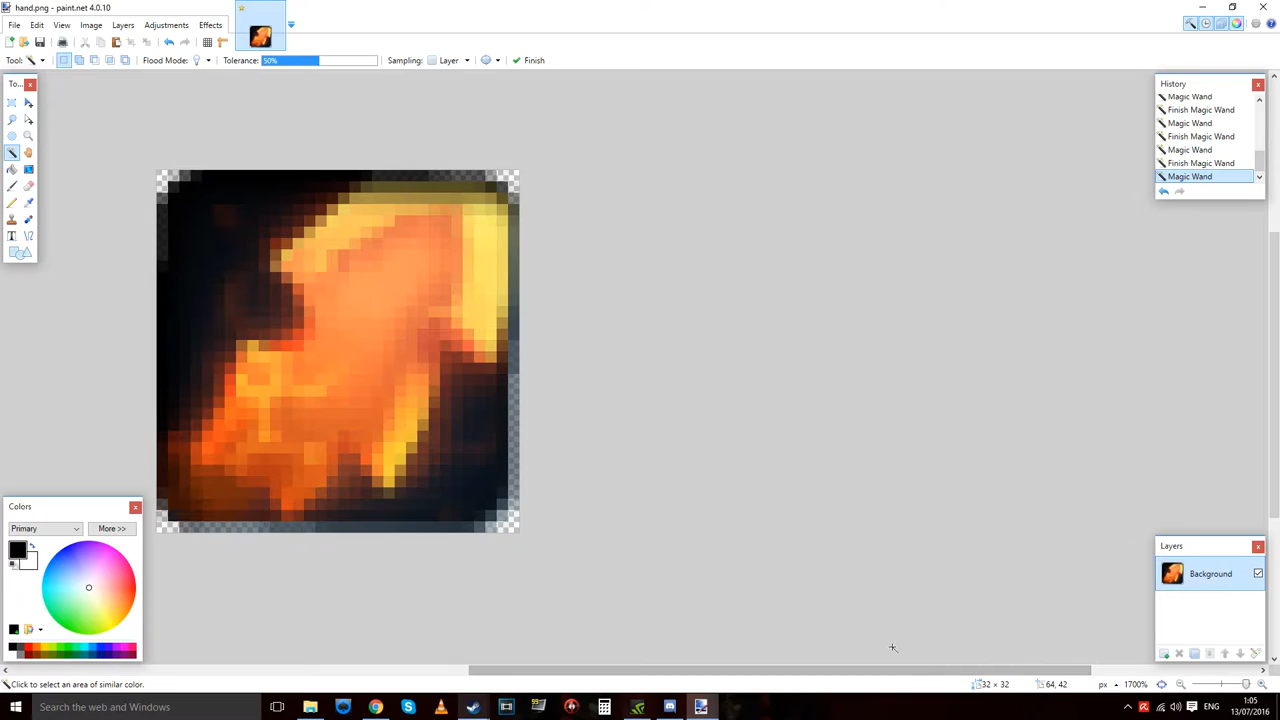 hand.png - paint.net 4.0.10
File Edit View Image Layers Adjustments Effects
Tool: Flood Mode: Tolerance: 50% Sampling: Layer Finish
To...
History
Magic Wand
Finish Magic Wand
Magic Wand
Finish Magic Wand
Magic Wand
Finish Magic Wand
Magic Wand
Colors
Primary More >>
Layers
Background
Click to select an area of similar color. 32 × 32 64, 42 px 1700%
Search the web and Windows ENG 1:05
13/07/2016